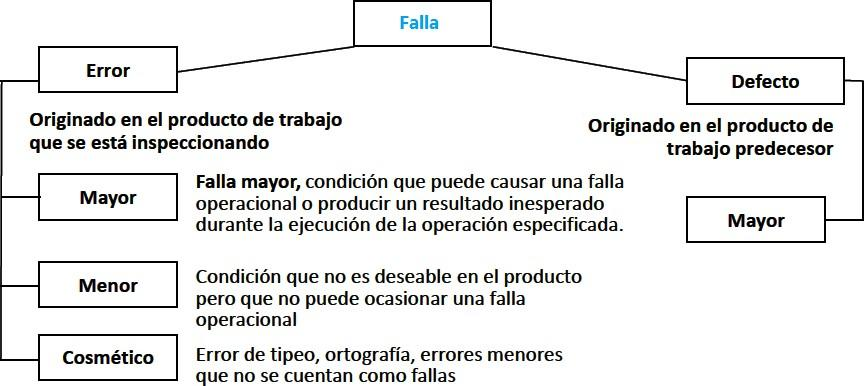 Falla
Error
Defecto
Originado en el producto de trabajo
que se está inspeccionando
Originado en el producto de
trabajo predecesor
Mayor
Falla mayor, condición que puede causar una falla
operacional o producir un resultado inesperado
durante la ejecución de la operación especificada.
Mayor
Menor
Condición que no es deseable en el producto
pero que no puede ocasionar una falla
operacional
Cosmético
Error de tipeo, ortografía, errores menores
que no se cuentan como fallas